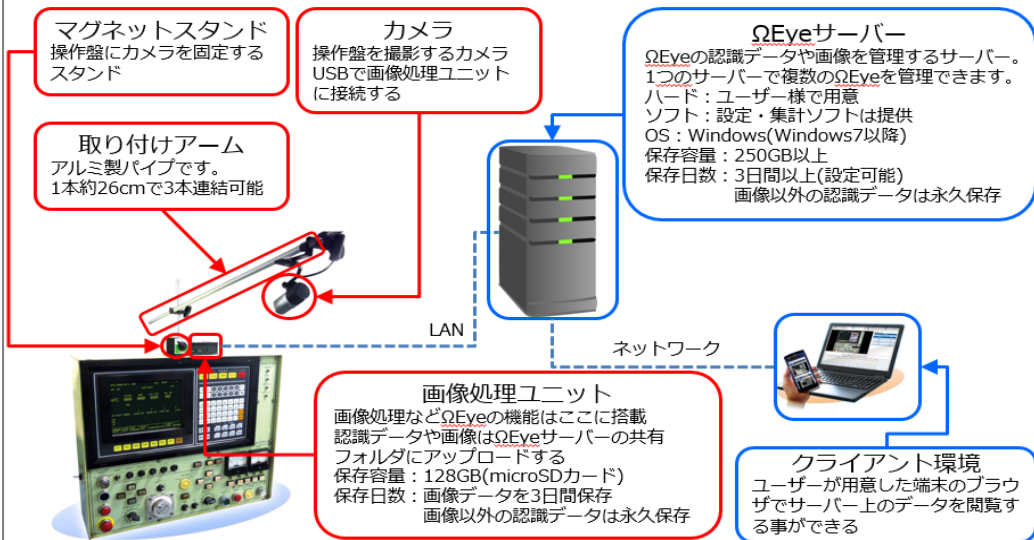 マグネットスタンド
操作盤にカメラを固定する
スタンド
カメラ
操作盤を撮影するカメラ
USBで画像処理ユニット
に接続する
ΩEyeサーバー
ΩEyeの認識データや画像を管理するサーバー。
1つのサーバーで複数のΩEyeを管理できます。
ハード：ユーザー様で用意
ソフト：設定・集計ソフトは提供
OS：Windows(Windows7以降)
保存容量：250GB以上
保存日数：3日間以上(設定可能)
画像以外の認識データは永久保存
取り付けアーム
アルミ製パイプです。
1本約26cmで3本連結可能
LAN
ネットワーク
画像処理ユニット
画像処理などΩEyeの機能はここに搭載
認識データや画像はΩEyeサーバーの共有
フォルダにアップロードする
保存容量：128GB(microSDカード)
保存日数：画像データを3日間保存
画像以外の認識データは永久保存
クライアント環境
ユーザーが用意した端末のブラウ
ザでサーバー上のデータを閲覧す
る事ができる